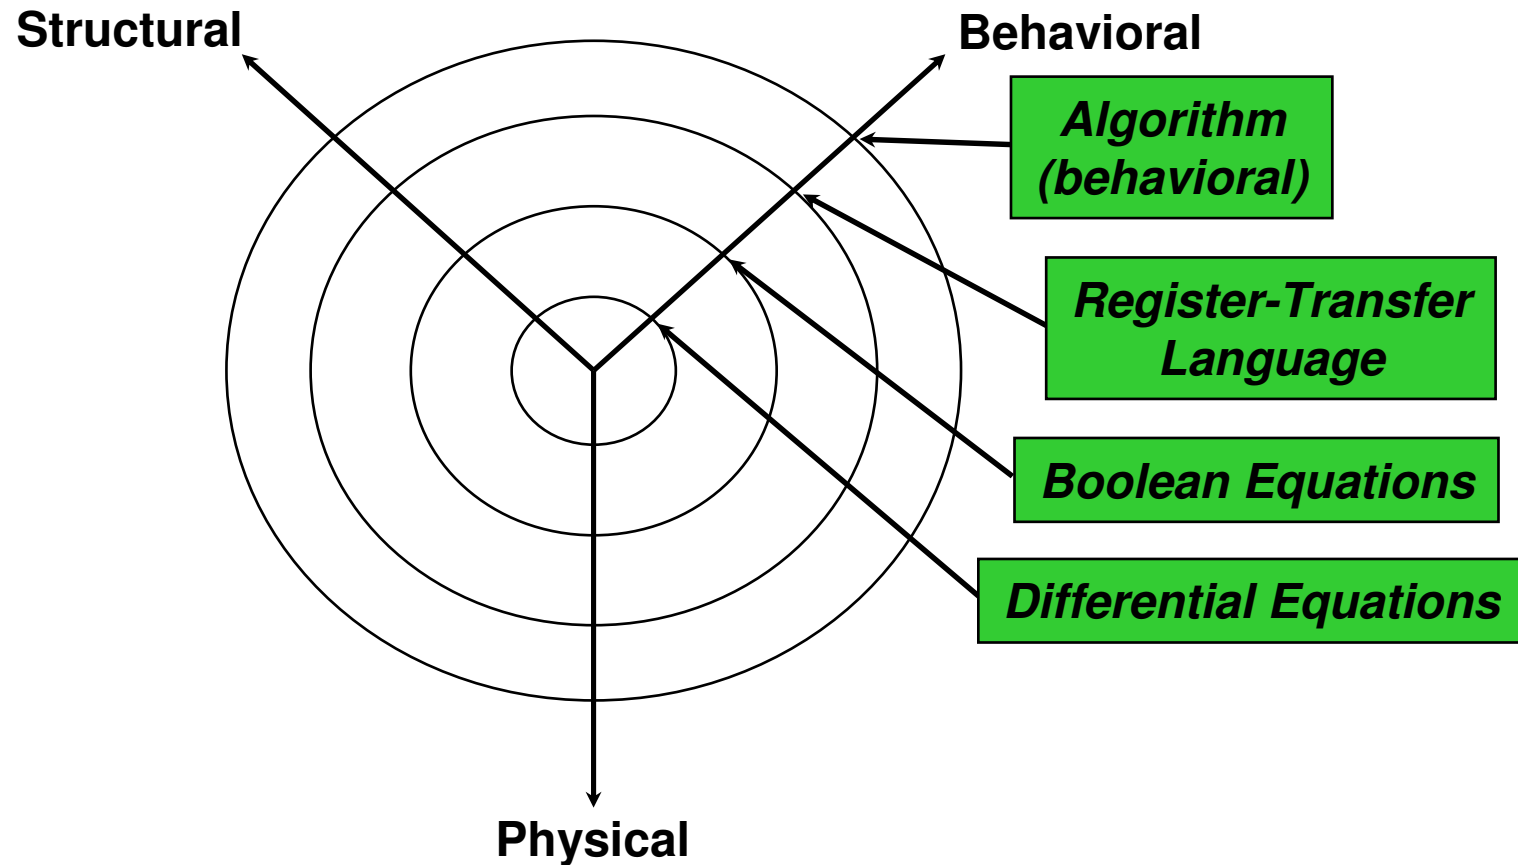 Structural
Behavioral
Algorithm
(behavioral)
Register-Transfer
Language
Boolean Equations
Differential Equations
Physical